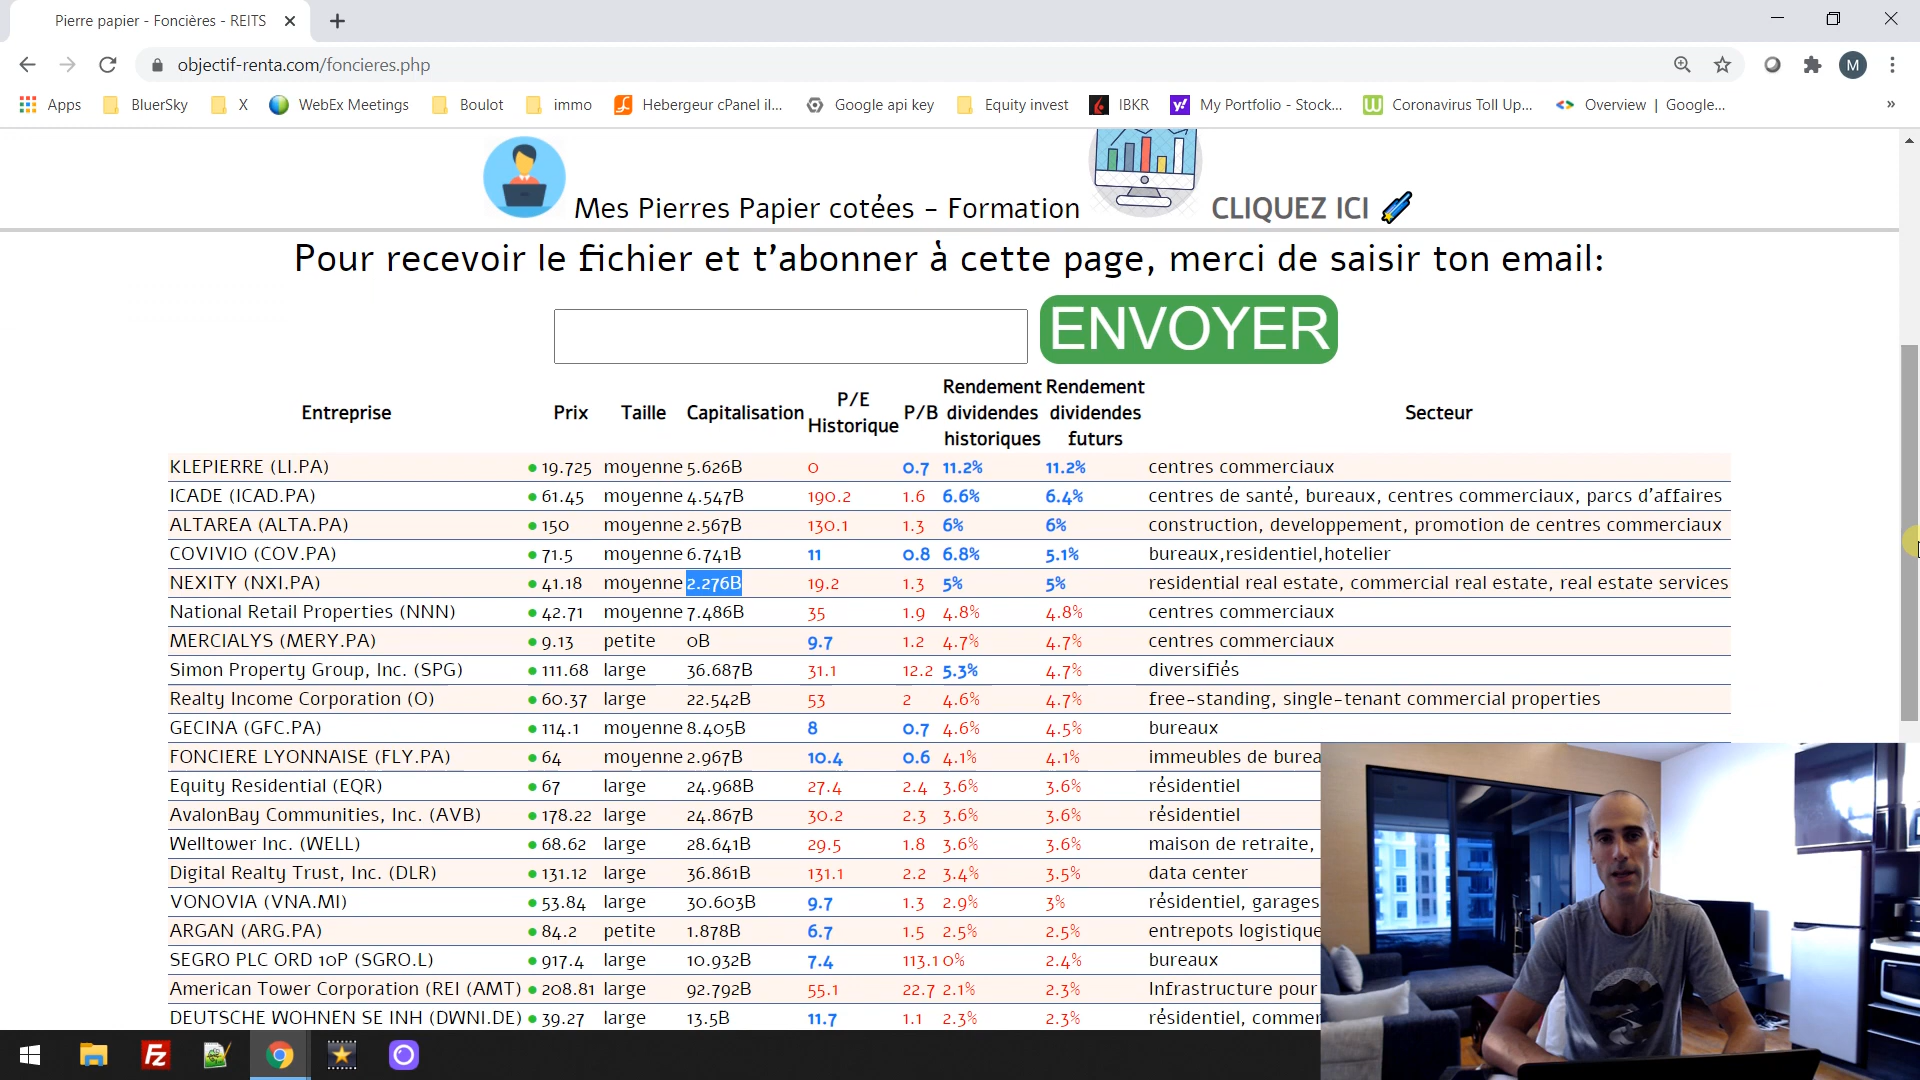 Pierre papier - Foncières - REITS
objectif-renta.com/foncieres.php
M
Apps BluerSky X WebEx Meetings Boulot immo Hebergeur cPanel il... Google api key Equity invest IBKR My Portfolio - Stock... Coronavirus Toll Up... Overview | Google... »
Mes Pierres Papier cotées - Formation CLIQUEZ ICI
Pour recevoir le fichier et t'abonner à cette page, merci de saisir ton email:
ENVOYER
Entreprise Prix Taille Capitalisation P/E Historique P/B Rendement dividendes historiques Rendement dividendes futurs Secteur
KLEPIERRE (LI.PA) 19.725 moyenne 5.626B 0 0.7 11.2% 11.2% centres commerciaux
ICADE (ICAD.PA) 61.45 moyenne 4.547B 190.2 1.6 6.6% 6.4% centres de santé, bureaux, centres commerciaux, parcs d'affaires
ALTAREA (ALTA.PA) 150 moyenne 2.567B 130.1 1.3 6% 6% construction, developpement, promotion de centres commerciaux
COVIVIO (COV.PA) 71.5 moyenne 6.741B 11 0.8 6.8% 5.1% bureaux,residentiel,hotelier
NEXITY (NXI.PA) 41.18 moyenne 2.276B 19.2 1.3 5% 5% residential real estate, commercial real estate, real estate services
National Retail Properties (NNN) 42.71 moyenne 7.486B 35 1.9 4.8% 4.8% centres commerciaux
MERCIALYS (MERY.PA) 9.13 petite 0B 9.7 1.2 4.7% 4.7% centres commerciaux
Simon Property Group, Inc. (SPG) 111.68 large 36.687B 31.1 12.2 5.3% 4.7% diversifiés
Realty Income Corporation (O) 60.37 large 22.542B 53 2 4.6% 4.7% free-standing, single-tenant commercial properties
GECINA (GFC.PA) 114.1 moyenne 8.405B 8 0.7 4.6% 4.5% bureaux
FONCIERE LYONNAISE (FLY.PA) 64 moyenne 2.967B 10.4 0.6 4.1% 4.1% immeubles de burea
Equity Residential (EQR) 67 large 24.968B 27.4 2.4 3.6% 3.6% résidentiel
AvalonBay Communities, Inc. (AVB) 178.22 large 24.867B 30.2 2.3 3.6% 3.6% résidentiel
Welltower Inc. (WELL) 68.62 large 28.641B 29.5 1.8 3.6% 3.6% maison de retraite,
Digital Realty Trust, Inc. (DLR) 131.12 large 36.861B 131.1 2.2 3.4% 3.5% data center
VONOVIA (VNA.MI) 53.84 large 30.603B 9.7 1.3 2.9% 3% résidentiel, garages
ARGAN (ARG.PA) 84.2 petite 1.878B 6.7 1.5 2.5% 2.5% entrepots logistique
SEGRO PLC ORD 10P (SGRO.L) 917.4 large 10.932B 7.4 113.1 0% 2.4% bureaux
American Tower Corporation (REI (AMT) 208.81 large 92.792B 55.1 22.7 2.1% 2.3% Infrastructure pour
DEUTSCHE WOHNEN SE INH (DWNI.DE) 39.27 large 13.5B 11.7 1.1 2.3% 2.3% résidentiel, commer